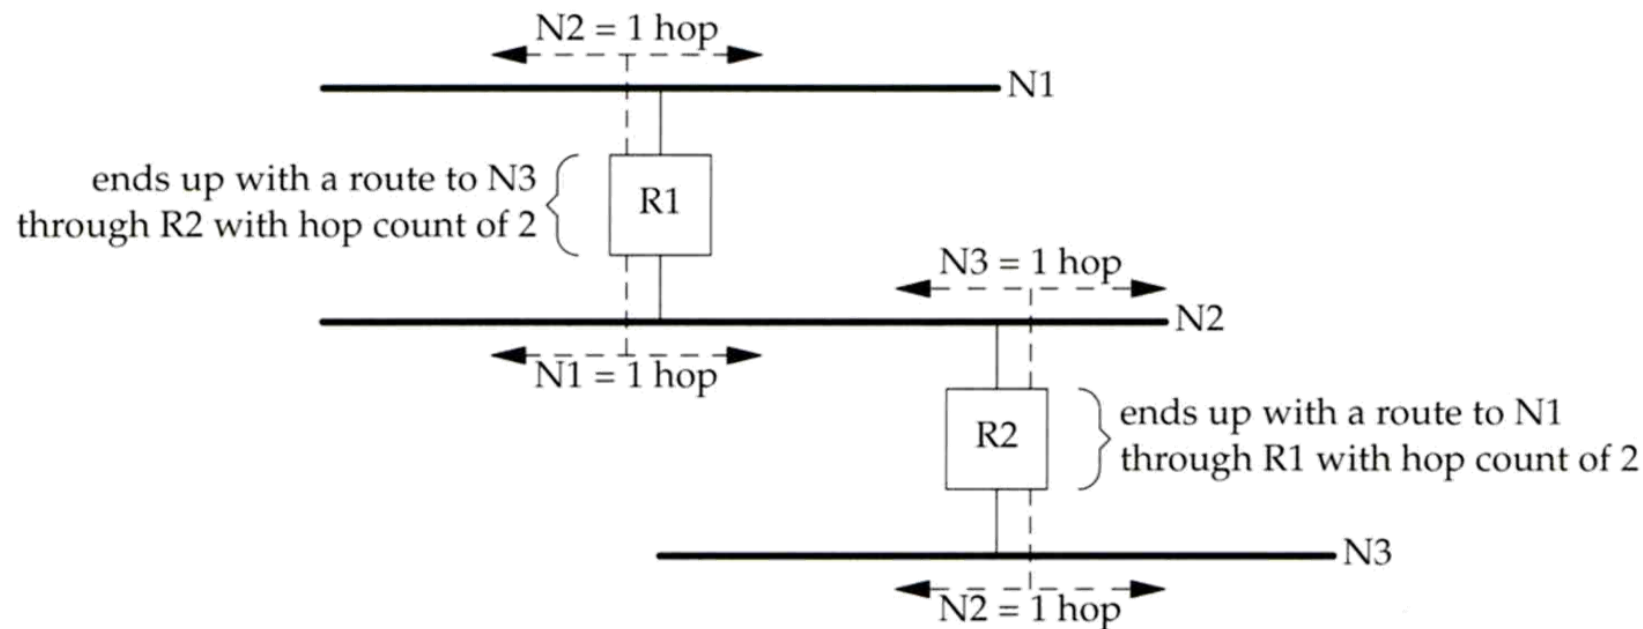 N2 = 1 hop
N1
ends up with a route to N3
through R2 with hop count of 2
R1
N3 = 1 hop
N2
N1 = 1 hop
R2
ends up with a route to N1
through R1 with hop count of 2
N3
N2 = 1 hop